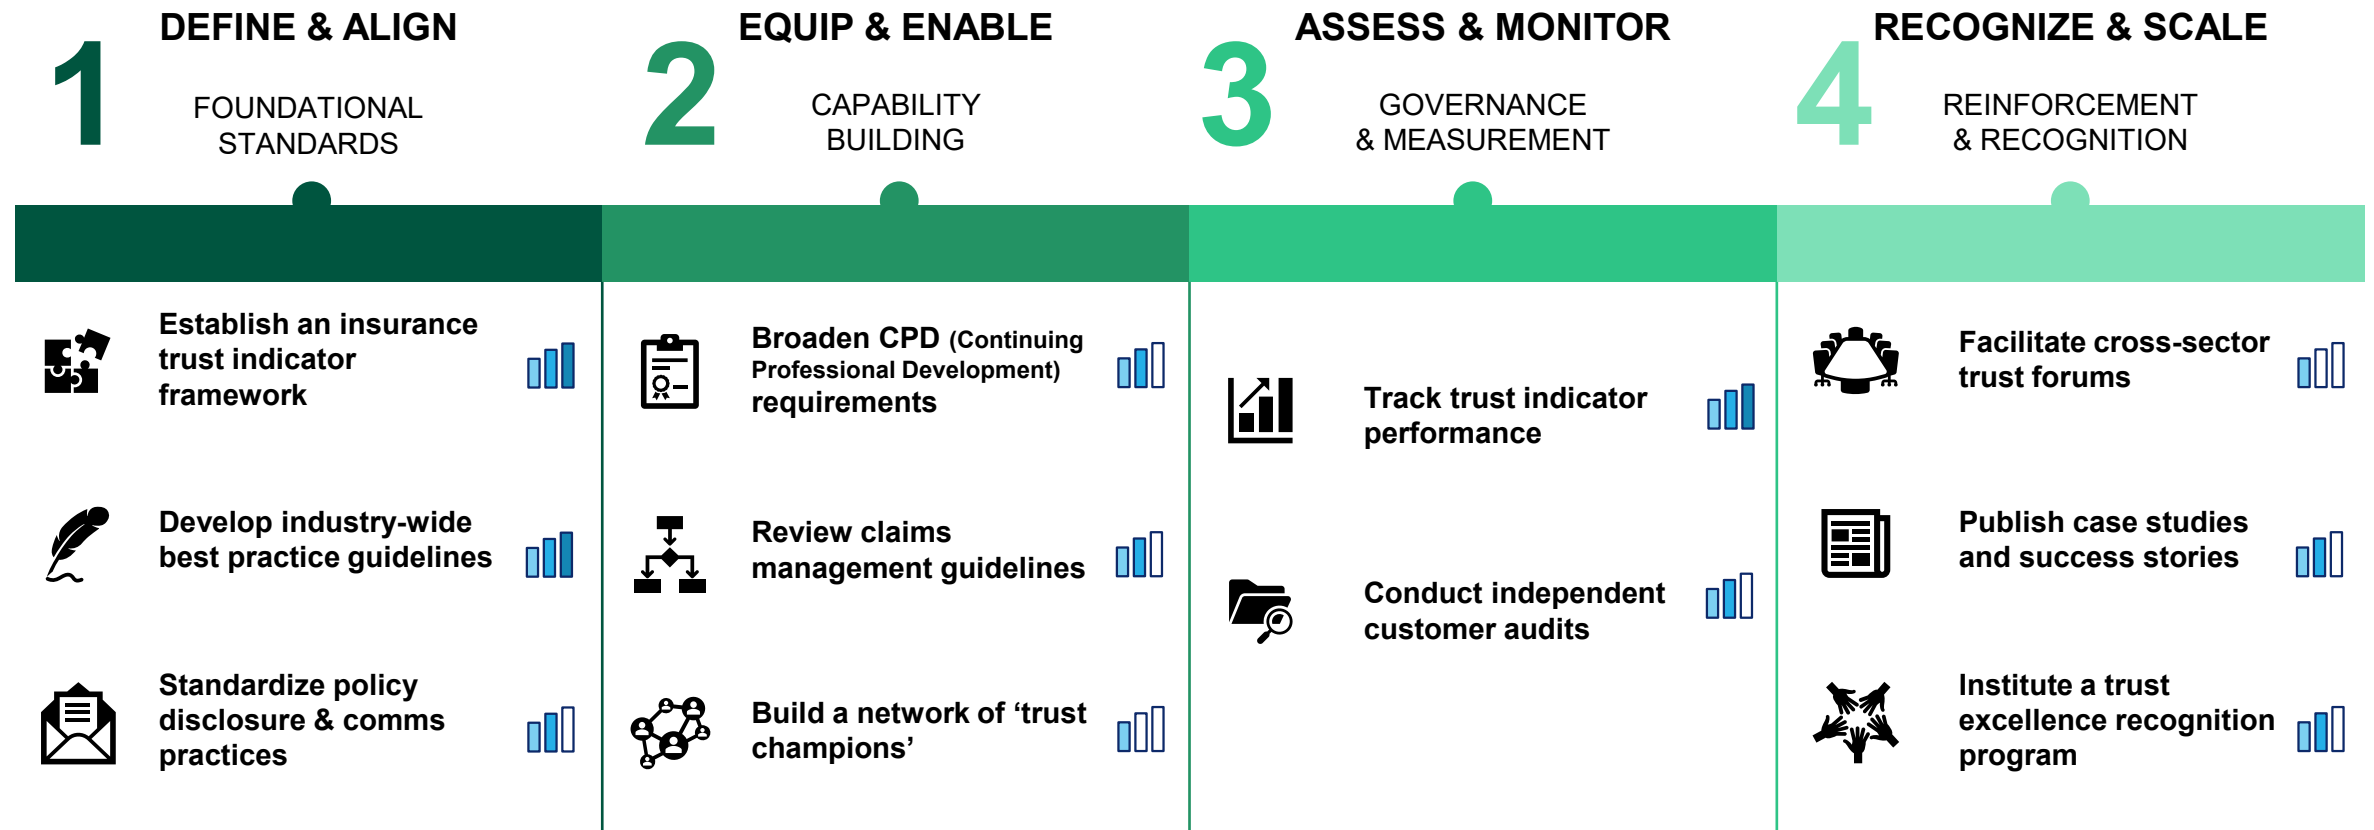 1
DEFINE & ALIGN
FOUNDATIONAL
STANDARDS
2
EQUIP & ENABLE
CAPABILITY
BUILDING
3
ASSESS & MONITOR
GOVERNANCE
& MEASUREMENT
4
RECOGNIZE & SCALE
REINFORCEMENT
& RECOGNITION
Establish an insurance
trust indicator
framework
Develop industry-wide
best practice guidelines
Standardize policy
disclosure & comms
practices
Broaden CPD (Continuing
Professional Development)
requirements
Review claims
management guidelines
Build a network of ‘trust
champions’
Track trust indicator
performance
Conduct independent
customer audits
Facilitate cross-sector
trust forums
Publish case studies
and success stories
Institute a trust
excellence recognition
program